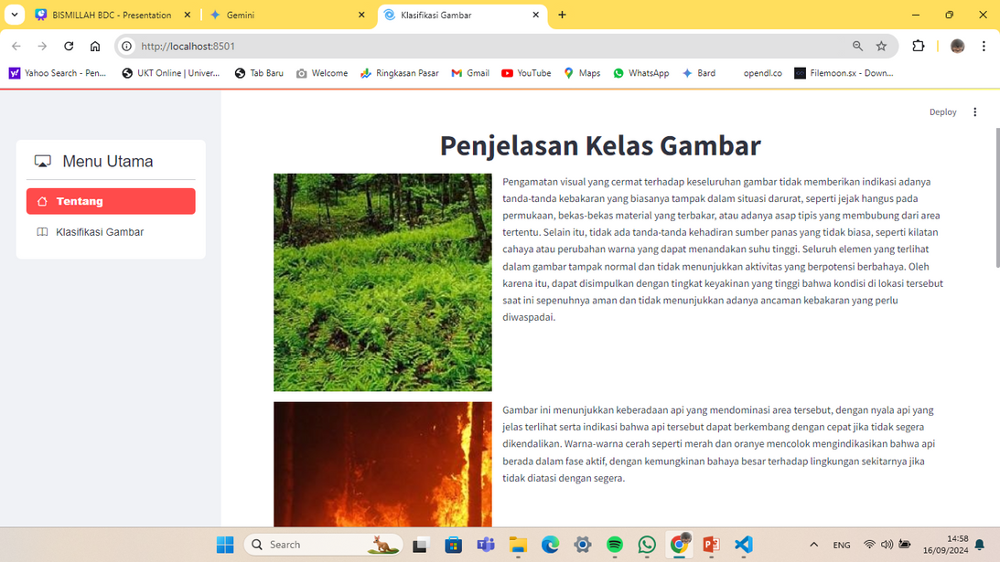 BISMILLAH BDC - Presentation
Gemini
Klasifikasi Gambar
http://localhost:8501
Yahoo Search - Pen...
UKT Online | Univer...
Tab Baru
Welcome
Ringkasan Pasar
Gmail
YouTube
Maps
WhatsApp
Bard
opendl.co
Filemoon.sx - Down...
Deploy
Menu Utama
Tentang
Klasifikasi Gambar
Penjelasan Kelas Gambar
Pengamatan visual yang cermat terhadap keseluruhan gambar tidak memberikan indikasi adanya
tanda-tanda kebakaran yang biasanya tampak dalam situasi darurat, seperti jejak hangus pada
permukaan, bekas-bekas material yang terbakar, atau adanya asap tipis yang membubung dari area
tertentu. Selain itu, tidak ada tanda-tanda kehadiran sumber panas yang tidak biasa, seperti kilatan
cahaya atau perubahan warna yang dapat menandakan suhu tinggi. Seluruh elemen yang terlihat
dalam gambar tampak normal dan tidak menunjukkan aktivitas yang berpotensi berbahaya. Oleh
karena itu, dapat disimpulkan dengan tingkat keyakinan yang tinggi bahwa kondisi di lokasi tersebut
saat ini sepenuhnya aman dan tidak menunjukkan adanya ancaman kebakaran yang perlu
diwaspadai.
Gambar ini menunjukkan keberadaan api yang mendominasi area tersebut, dengan nyala api yang
jelas terlihat serta indikasi bahwa api tersebut dapat berkembang dengan cepat jika tidak segera
dikendalikan. Warna-warna cerah seperti merah dan oranye mencolok mengindikasikan bahwa api
berada dalam fase aktif, dengan kemungkinan bahaya besar terhadap lingkungan sekitarnya jika
tidak diatasi dengan segera.
Search
ENG
14:58
16/09/2024